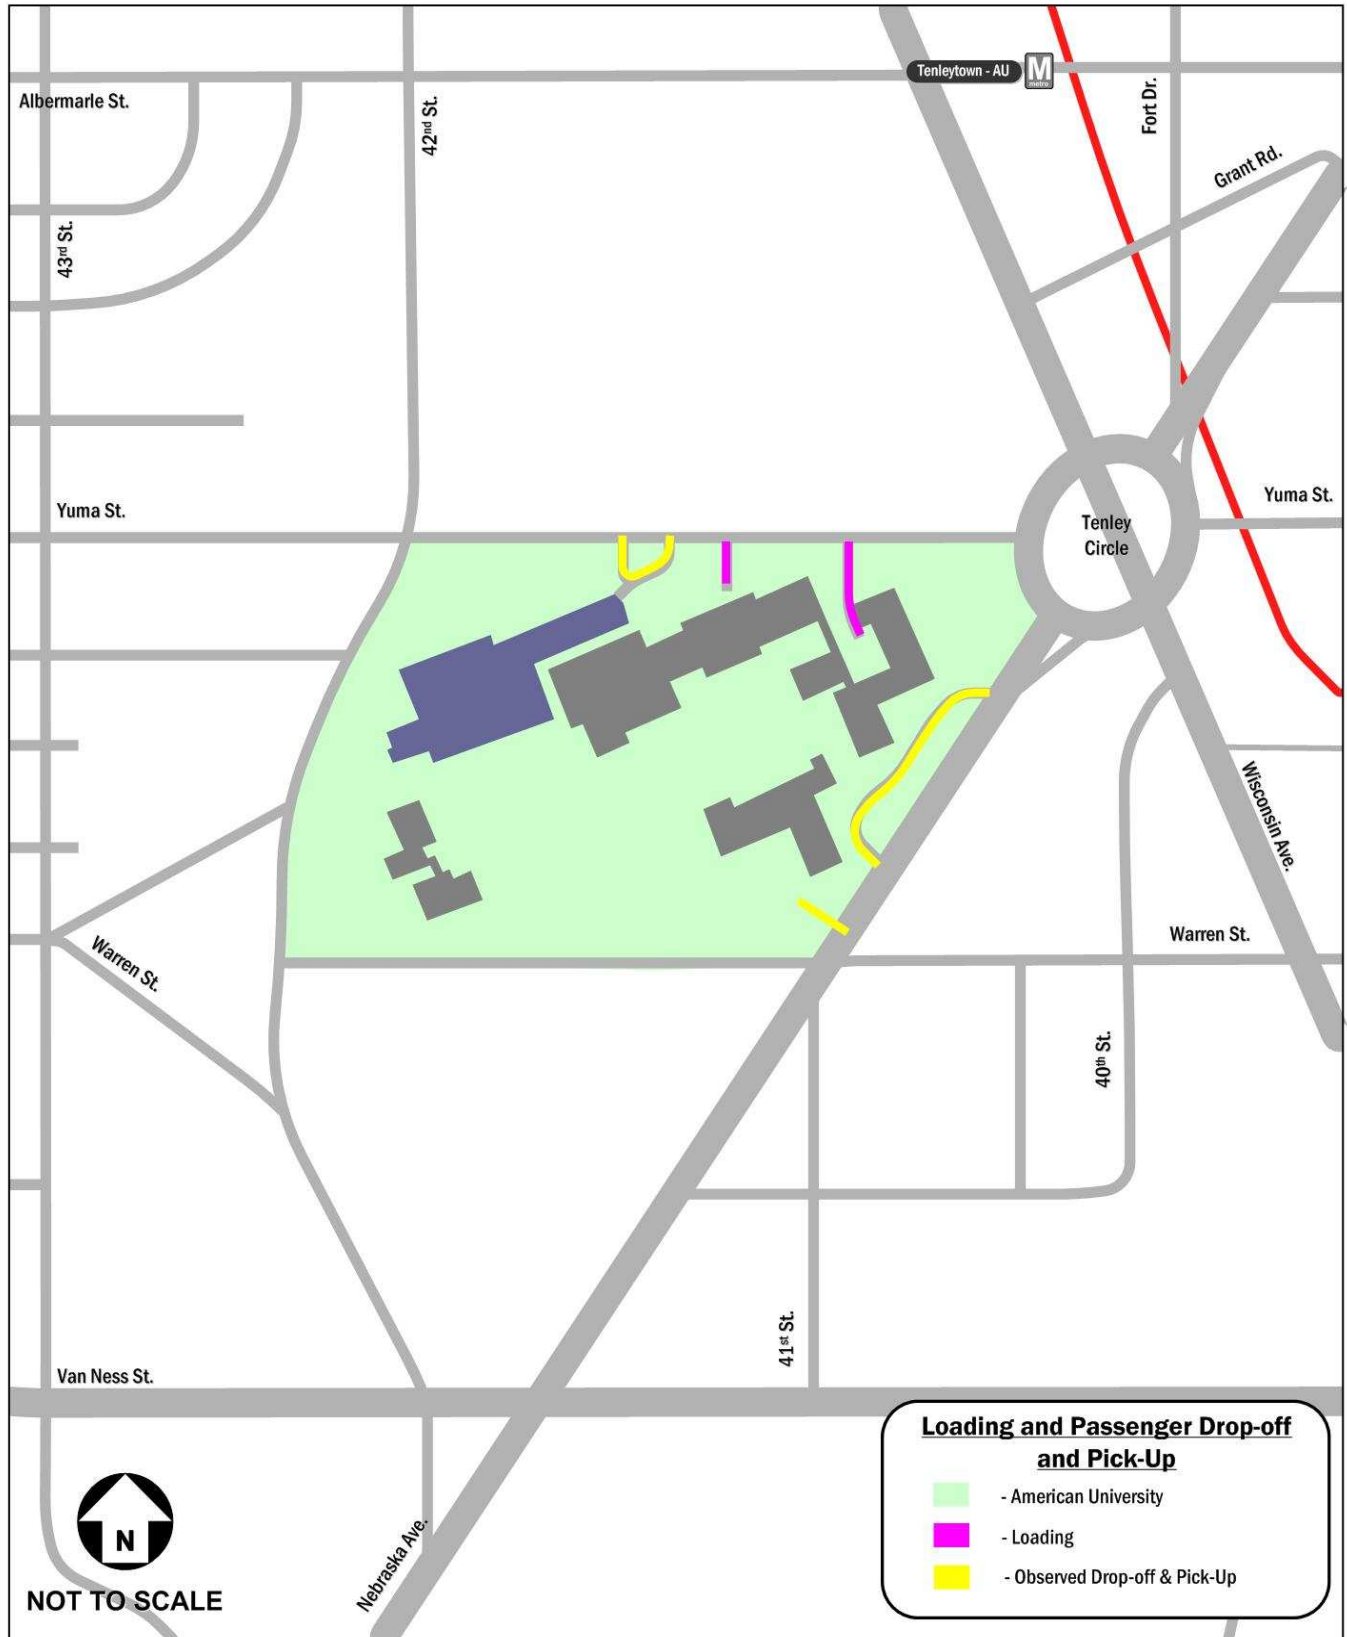 Tenleytown - AU
M
metro
Albermarle St.
42nd St.
Fort Dr.
Grant Rd.
43rd St.
Yuma St.
Yuma St.
Tenley
Circle
Wisconsin Ave.
Warren St.
Warren St.
40th St.
41st St.
Van Ness St.
Nebraska Ave.
N
NOT TO SCALE
Loading and Passenger Drop-off
and Pick-Up
- American University
- Loading
- Observed Drop-off & Pick-Up